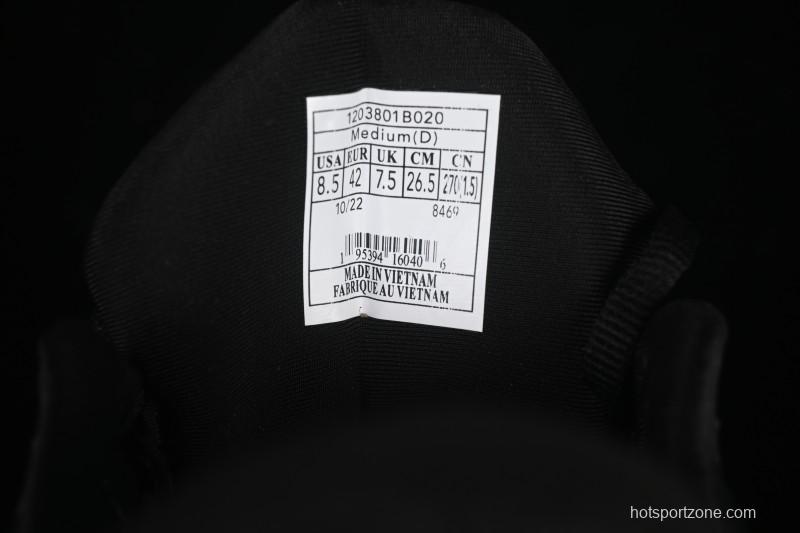 1203801B020
Medium(D)
USA EUR UK CM CN
8.5 42 7.5 26.5 270(1.5)
10/22 8469
1 95394 16040 6
MADE IN VIETNAM
FABRIQUE AU VIETNAM
hotsportzone.com